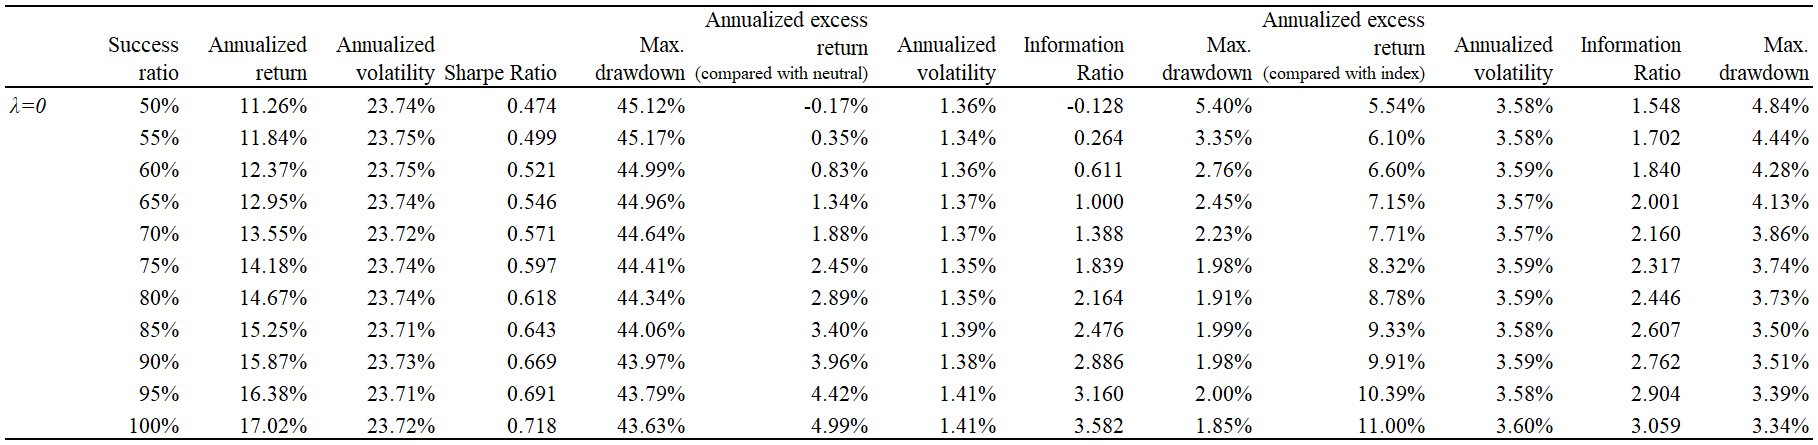 Success ratio Annualized return Annualized volatility Sharpe Ratio Max. drawdown Annualized excess return (compared with neutral) Annualized volatility Information Ratio Max. drawdown Annualized excess return (compared with index) Annualized volatility Information Ratio Max. drawdown
λ=0 50% 11.26% 23.74% 0.474 45.12% -0.17% 1.36% -0.128 5.40% 5.54% 3.58% 1.548 4.84%
55% 11.84% 23.75% 0.499 45.17% 0.35% 1.34% 0.264 3.35% 6.10% 3.58% 1.702 4.44%
60% 12.37% 23.75% 0.521 44.99% 0.83% 1.36% 0.611 2.76% 6.60% 3.59% 1.840 4.28%
65% 12.95% 23.74% 0.546 44.96% 1.34% 1.37% 1.000 2.45% 7.15% 3.57% 2.001 4.13%
70% 13.55% 23.72% 0.571 44.64% 1.88% 1.37% 1.388 2.23% 7.71% 3.57% 2.160 3.86%
75% 14.18% 23.74% 0.597 44.41% 2.45% 1.35% 1.839 1.98% 8.32% 3.59% 2.317 3.74%
80% 14.67% 23.74% 0.618 44.34% 2.89% 1.35% 2.164 1.91% 8.78% 3.59% 2.446 3.73%
85% 15.25% 23.71% 0.643 44.06% 3.40% 1.39% 2.476 1.99% 9.33% 3.58% 2.607 3.50%
90% 15.87% 23.73% 0.669 43.97% 3.96% 1.38% 2.886 1.98% 9.91% 3.59% 2.762 3.51%
95% 16.38% 23.71% 0.691 43.79% 4.42% 1.41% 3.160 2.00% 10.39% 3.58% 2.904 3.39%
100% 17.02% 23.72% 0.718 43.63% 4.99% 1.41% 3.582 1.85% 11.00% 3.60% 3.059 3.34%